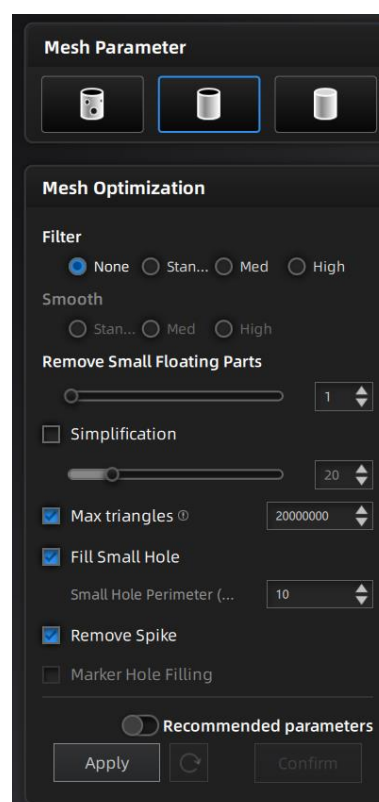 Mesh Parameter
Mesh Optimization
Filter
None Stan... Med High
Smooth
Stan... Med High
Remove Small Floating Parts
1
Simplification
20
Max triangles 20000000
Fill Small Hole
Small Hole Perimeter (... 10
Remove Spike
Marker Hole Filling
Recommended parameters
Apply Confirm